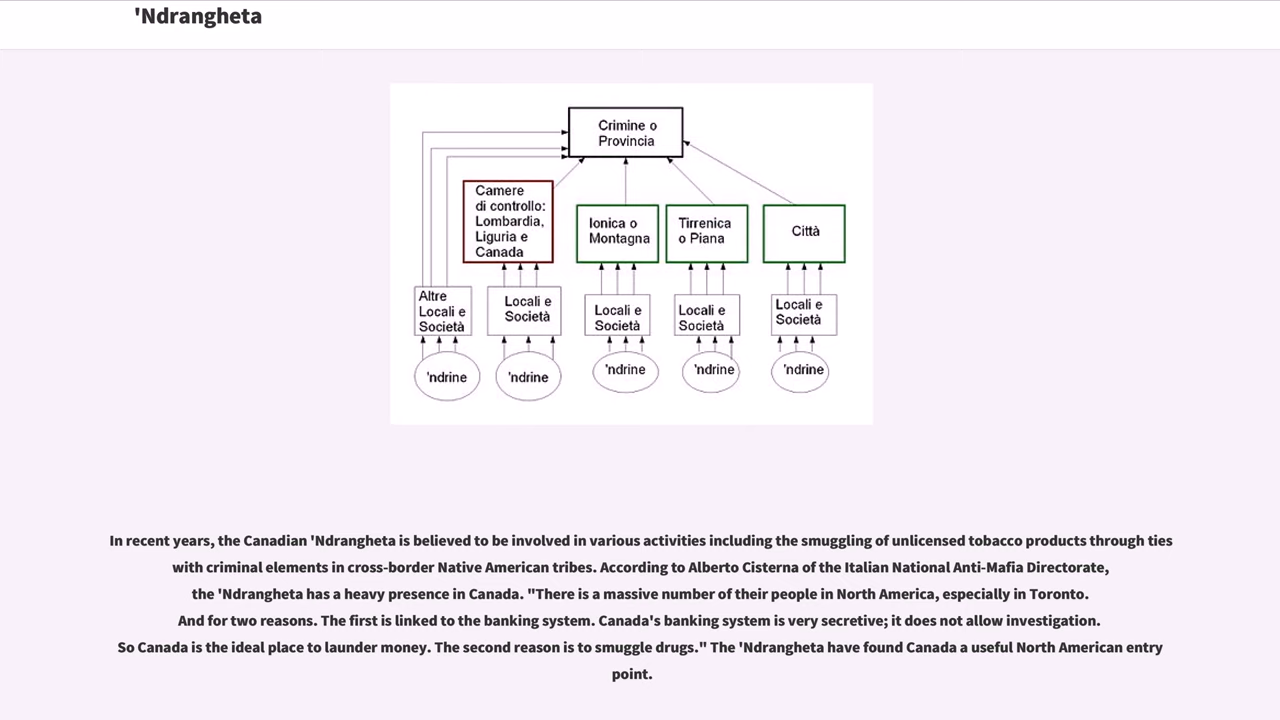 'Ndrangheta
Crimine o
Provincia
Camere
di controllo:
Lombardia,
Liguria e
Canada
Ionica o
Montagna
Tirrenica
o Piana
Città
Altre
Locali e
Società
Locali e
Società
Locali e
Società
Locali e
Società
Locali e
Società
'ndrine
'ndrine
'ndrine
'ndrine
'ndrine
In recent years, the Canadian 'Ndrangheta is believed to be involved in various activities including the smuggling of unlicensed tobacco products through ties
with criminal elements in cross-border Native American tribes. According to Alberto Cisterna of the Italian National Anti-Mafia Directorate,
the 'Ndrangheta has a heavy presence in Canada. "There is a massive number of their people in North America, especially in Toronto.
And for two reasons. The first is linked to the banking system. Canada's banking system is very secretive; it does not allow investigation.
So Canada is the ideal place to launder money. The second reason is to smuggle drugs." The 'Ndrangheta have found Canada a useful North American entry
point.